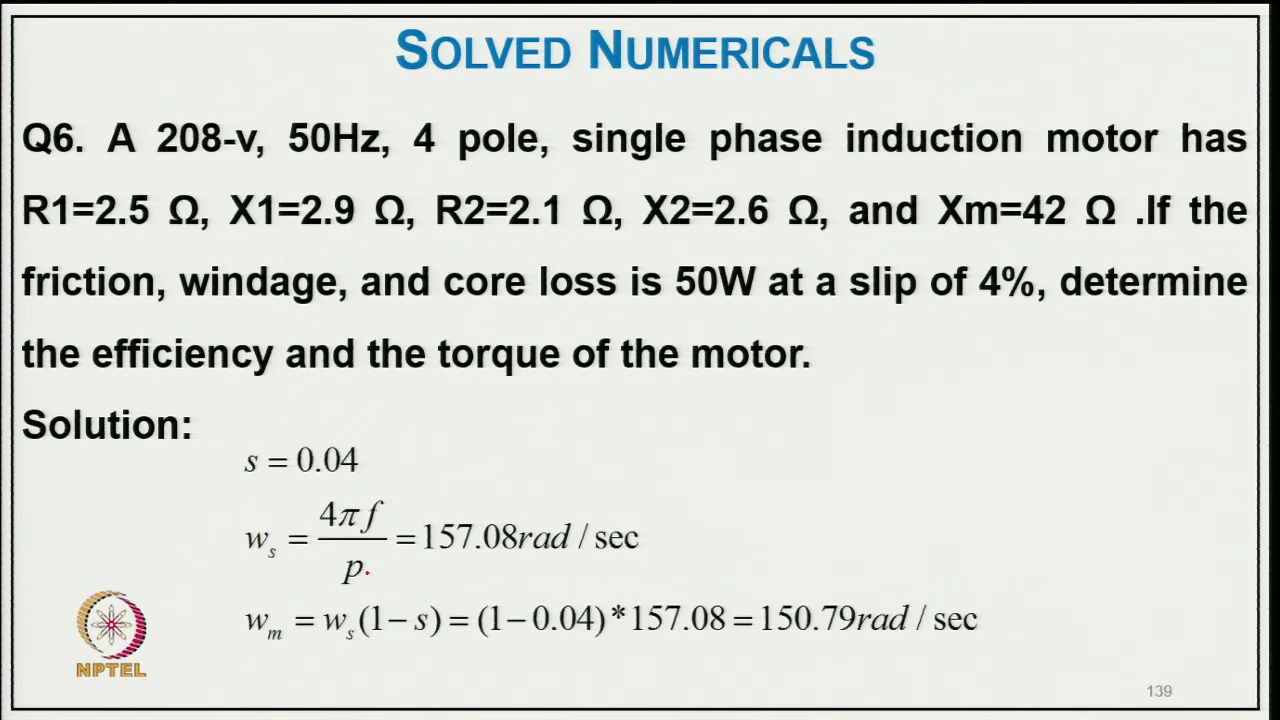 SOLVED NUMERICALS
Q6. A 208-v, 50Hz, 4 pole, single phase induction motor has
R1=2.5 Ω, X1=2.9 Ω, R2=2.1 Ω, X2=2.6 Ω, and Xm=42 Ω .If the
friction, windage, and core loss is 50W at a slip of 4%, determine
the efficiency and the torque of the motor.
Solution:
s = 0.04
w_s = 4πf / p = 157.08rad / sec
w_m = w_s(1− s) = (1− 0.04)*157.08 = 150.79rad / sec
NPTEL
139